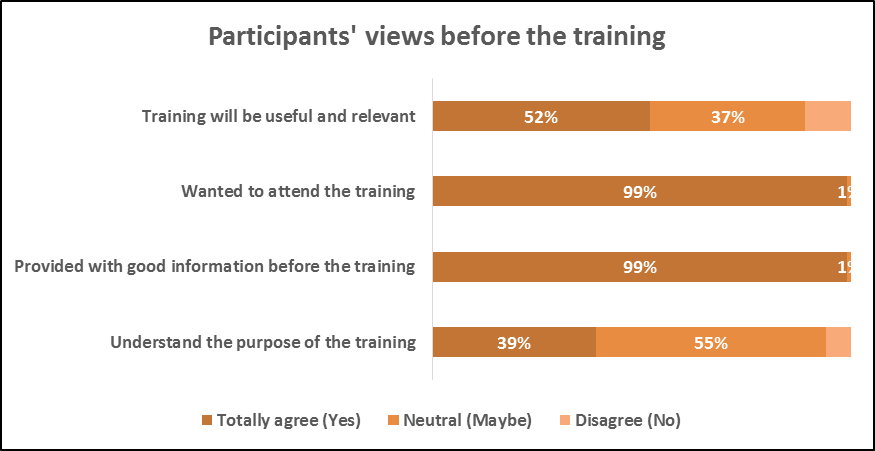 Participants' views before the training
Training will be useful and relevant 52% 37%
Wanted to attend the training 99% 1%
Provided with good information before the training 99% 1%
Understand the purpose of the training 39% 55%
Totally agree (Yes) Neutral (Maybe) Disagree (No)